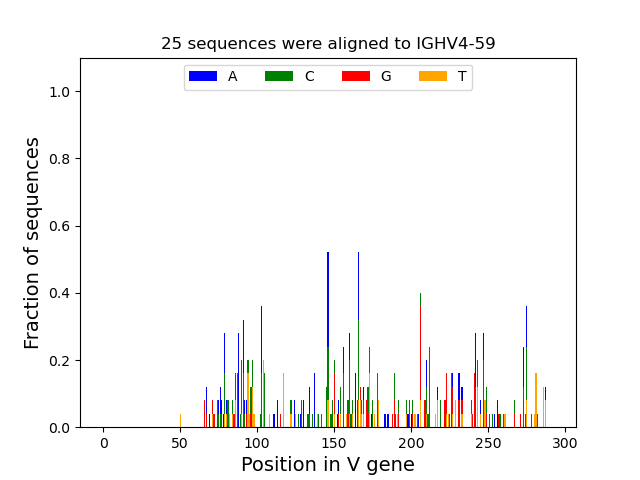 25 sequences were aligned to IGHV4-59
A C G T
1.0
0.8
0.6
0.4
0.2
0.0
Fraction of sequences
0 50 100 150 200 250 300
Position in V gene